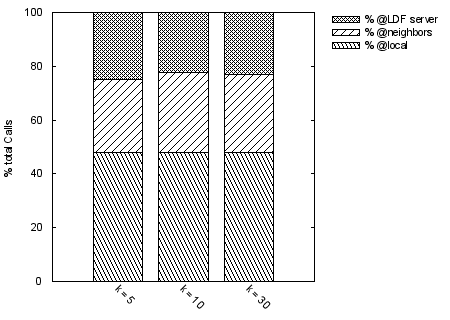 100
80
60
40
20
0
% total Calls
k = 5
k = 10
k = 30
% @LDF server
% @neighbors
% @local